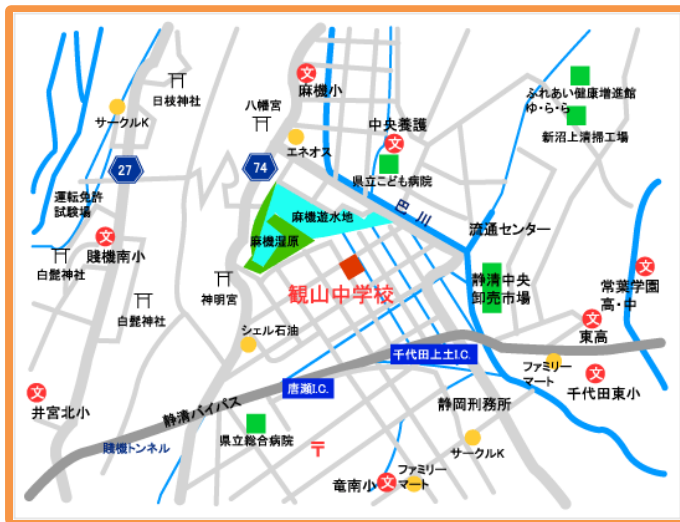 文
麻機小
日枝神社
八幡宮
サークルK
エネオス
中央養護
文
ふれあい健康増進館
ゆ・ら・ら
新沼上清掃工場
27
74
県立こども病院
運転免許
試験場
麻機遊水地
巴川
流通センター
文
賤機南小
麻機湿原
白髭神社
神明宮
観山中学校
静清中央
卸売市場
文
常葉学園
高・中
白髭神社
シェル石油
文
東高
千代田上土I.C.
ファミリー
マート
文
千代田東小
唐瀬I.C.
文
井宮北小
静清バイパス
静岡刑務所
賤機トンネル
県立総合病院
〒
サークルK
竜南小
文
ファミリー
マート